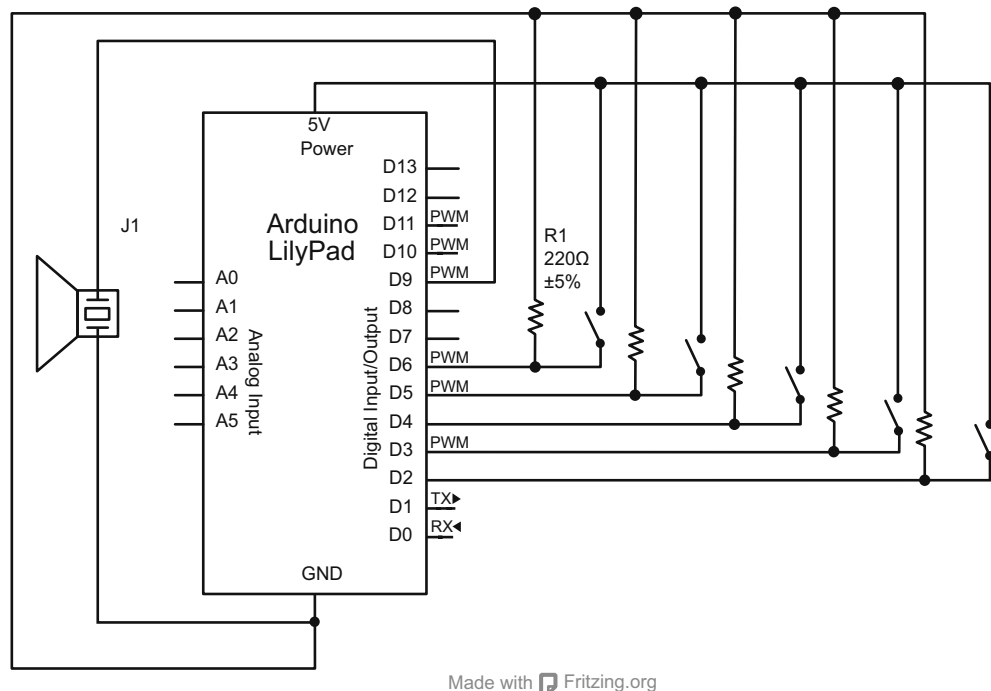 5V
Power
Arduino
LilyPad
J1
D13
D12
D11 PWM
D10 PWM
D9 PWM
D8
D7
D6 PWM
D5 PWM
D4
D3 PWM
D2
D1 TX
D0 RX
A0
A1
A2
A3
A4
A5
Analog Input
Digital Input/Output
GND
R1
220Ω
±5%
Made with Fritzing.org